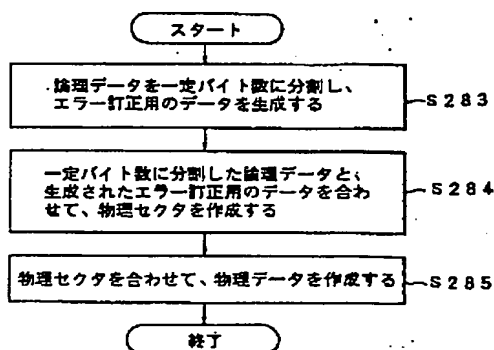 スタート
論理データを一定バイト数に分割し、
エラー訂正用のデータを生成する
S283
一定バイト数に分割した論理データと、
生成されたエラー訂正用のデータを合わ
せて、物理セクタを作成する
S284
物理セクタを合わせて、物理データを作成する
S285
終了